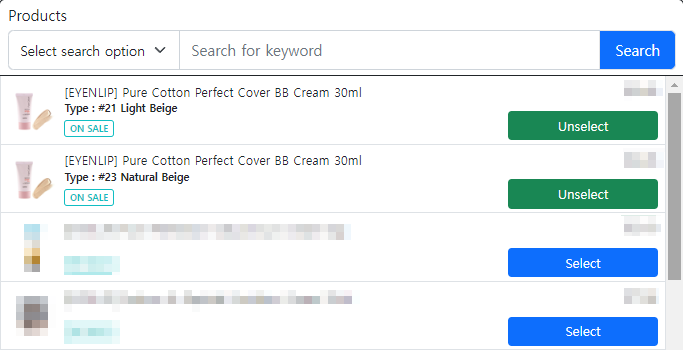 Products
Select search option
Search for keyword
Search
[EYENLIP] Pure Cotton Perfect Cover BB Cream 30ml
Type : #21 Light Beige
ON SALE
Unselect
[EYENLIP] Pure Cotton Perfect Cover BB Cream 30ml
Type : #23 Natural Beige
ON SALE
Unselect
Select
Select